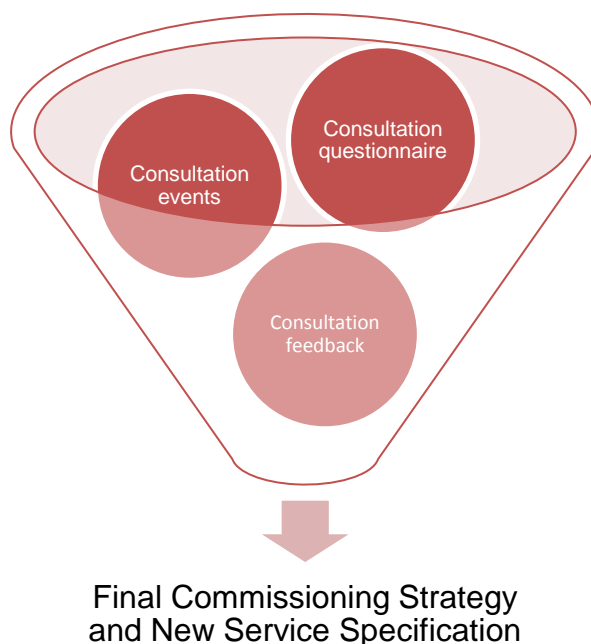 Consultation
questionnaire
Consultation
events
Consultation
feedback
Final Commissioning Strategy
and New Service Specification